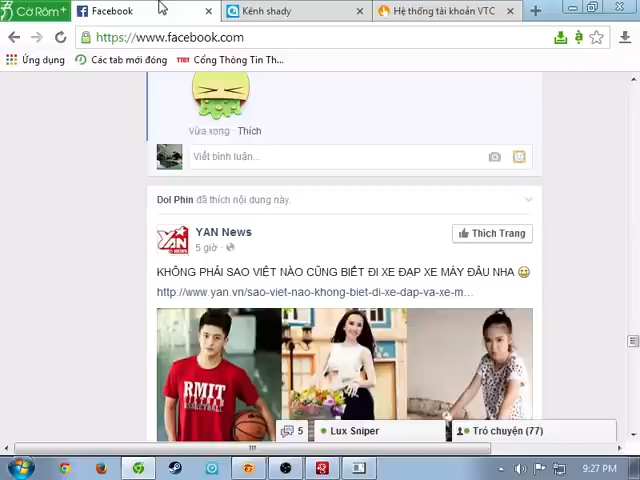 Cờ Rôm+
Facebook
Kênh shady
Hệ thống tài khoản VTC
https://www.facebook.com
Ứng dụng
Các tab mới đóng
Cổng Thông Tin Th...
Vừa xong · Thích
Viết bình luận...
Dol Phin đã thích nội dung này.
YAN
YAN News
5 giờ ·
Thích Trang
KHÔNG PHẢI SAO VIỆT NÀO CŨNG BIẾT ĐI XE ĐẠP XE MÁY ĐÂU NHA
http://www.yan.vn/sao-viet-nao-khong-biet-di-xe-dap-va-xe-m...
RMIT
BASKETBALL
5
Lux Sniper
Trò chuyện (77)
9:27 PM